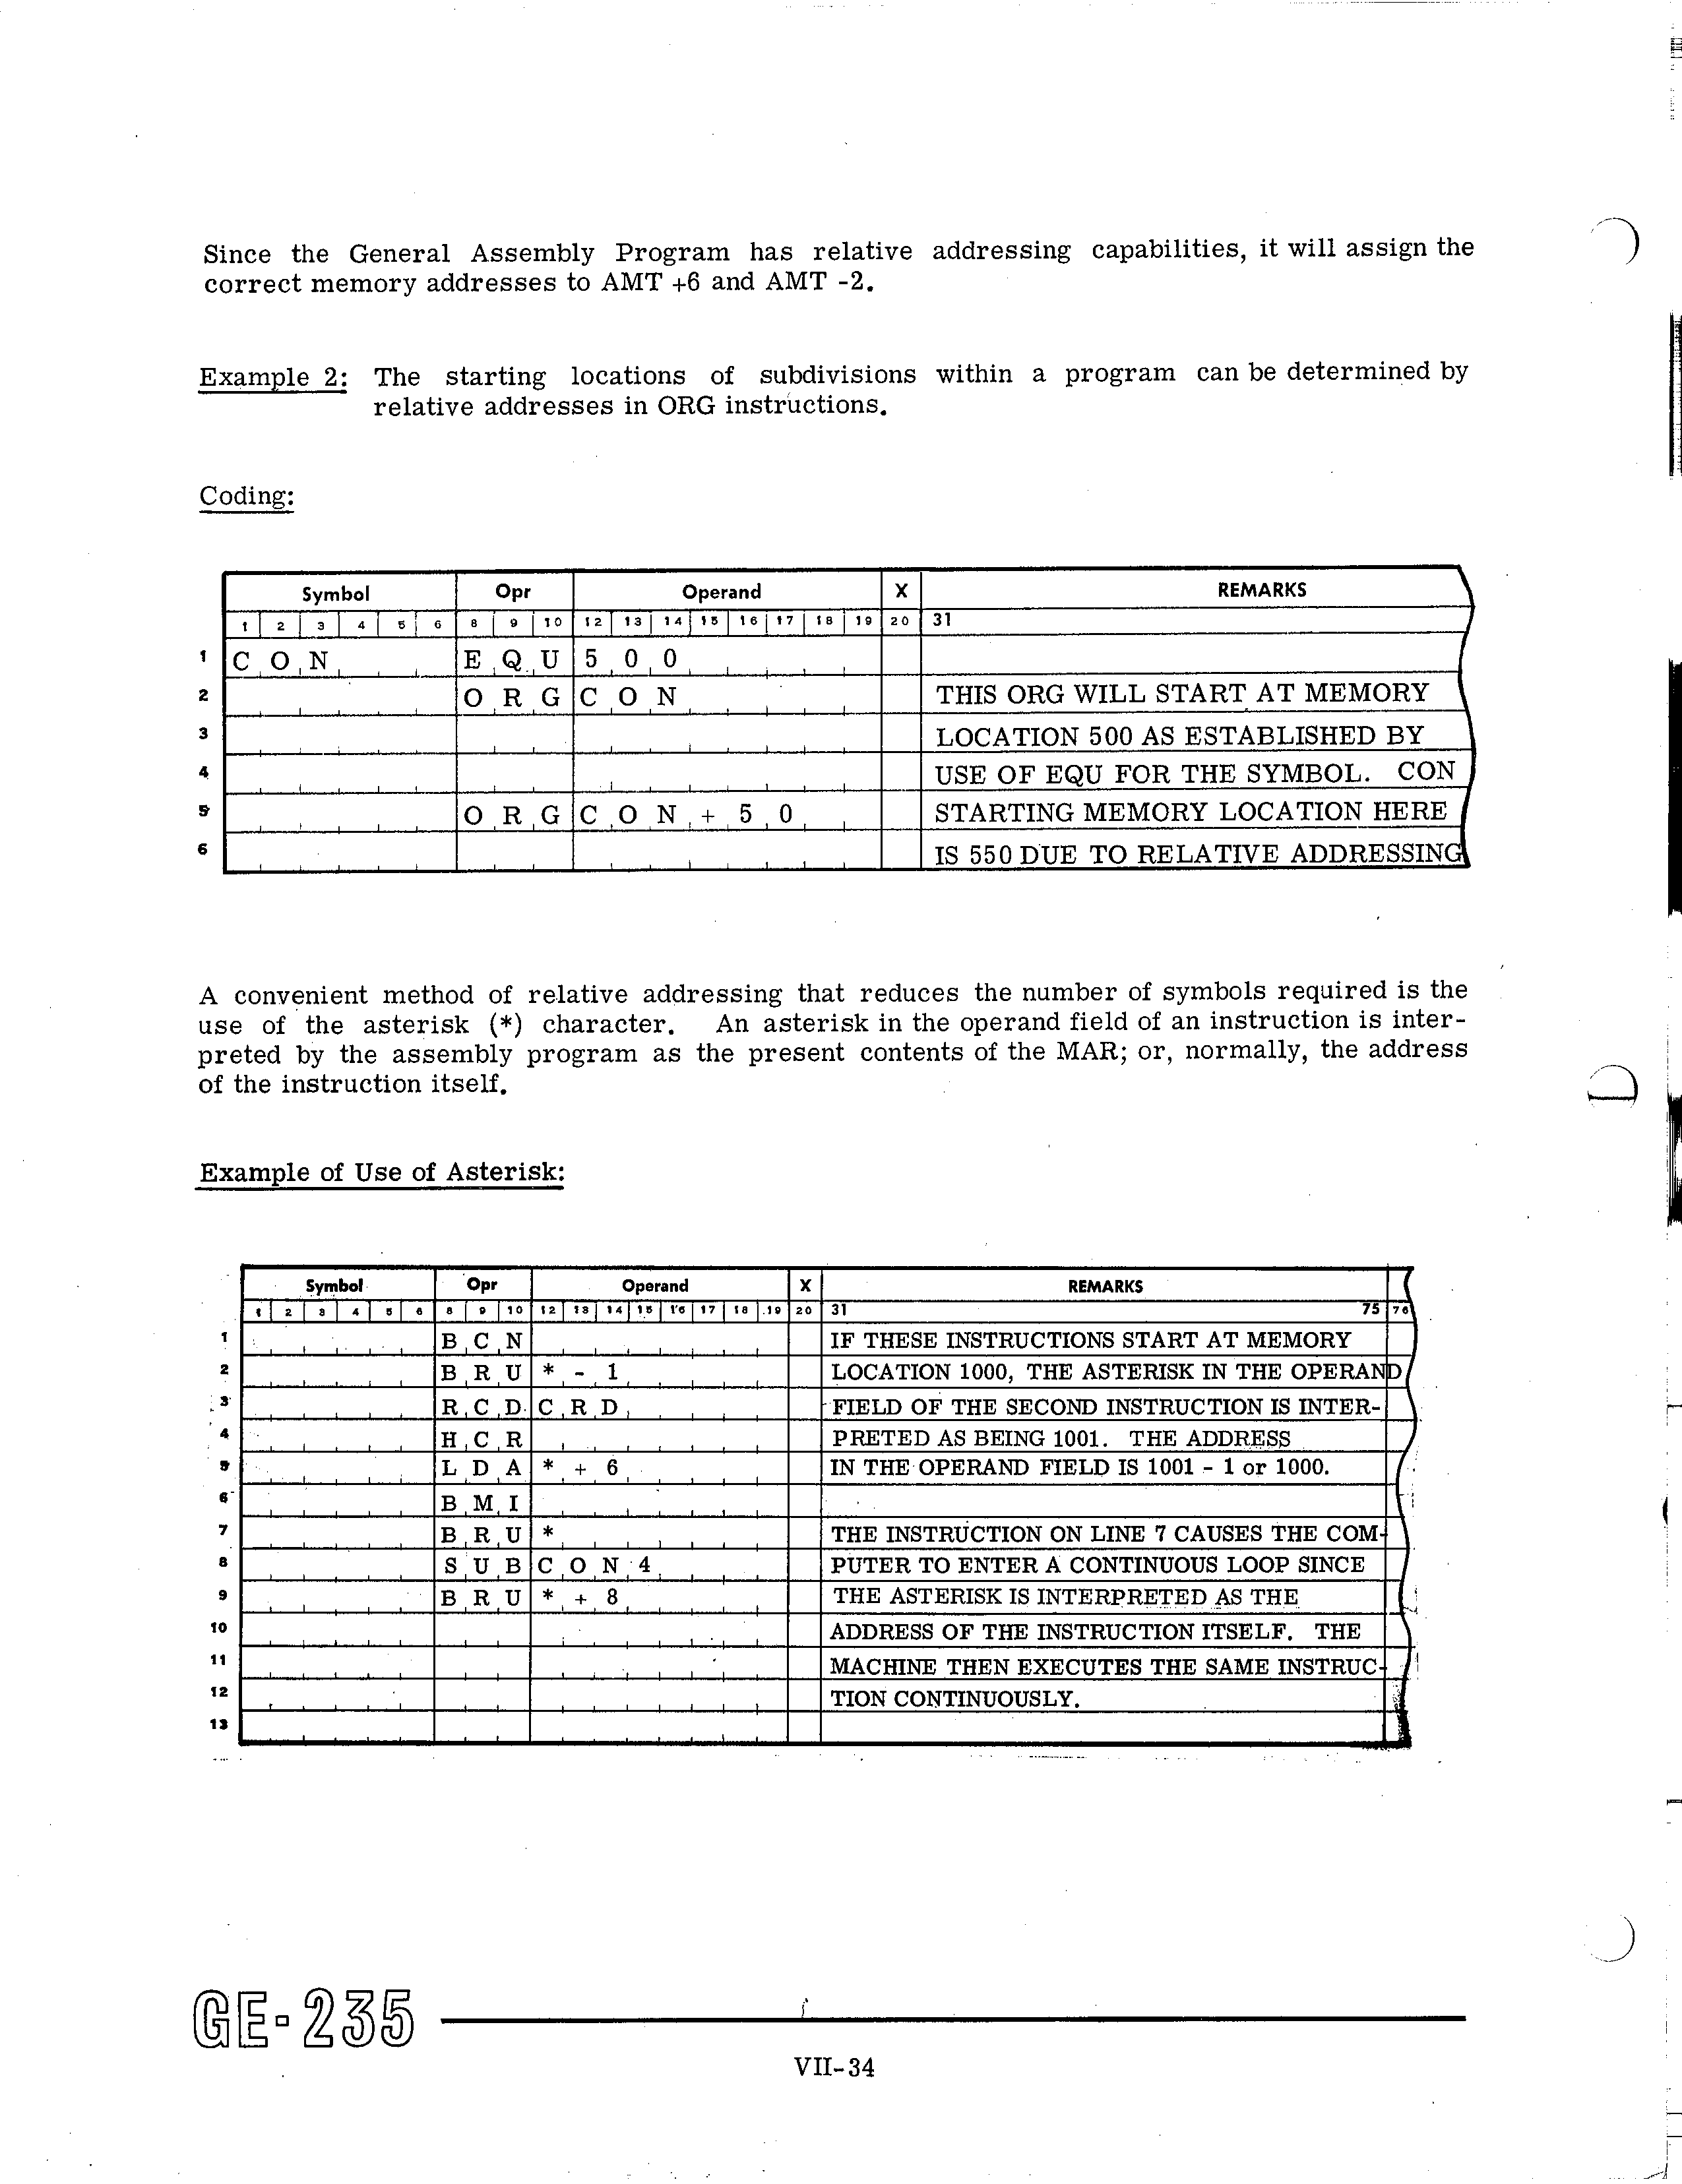 Since the General Assembly Program has relative addressing capabilities, it will assign the
correct memory addresses to AMT +6 and AMT -2.
Example 2: The starting locations of subdivisions within a program can be determined by
relative addresses in ORG instructions.
Coding:
Symbol Opr Operand X REMARKS
1 2 3 4 5 6 8 9 10 12 13 14 15 16 17 18 19 20 31
1 CON EQU 500
2 ORG CON THIS ORG WILL START AT MEMORY
3 LOCATION 500 AS ESTABLISHED BY
4 USE OF EQU FOR THE SYMBOL. CON
5 ORG CON+50 STARTING MEMORY LOCATION HERE
6 IS 550 DUE TO RELATIVE ADDRESSING
A convenient method of relative addressing that reduces the number of symbols required is the
use of the asterisk (*) character. An asterisk in the operand field of an instruction is inter-
preted by the assembly program as the present contents of the MAR; or, normally, the address
of the instruction itself.
Example of Use of Asterisk:
Symbol Opr Operand X REMARKS
1 2 3 4 5 6 8 9 10 12 13 14 15 16 17 18 19 20 31 75 76
1 BCN IF THESE INSTRUCTIONS START AT MEMORY
2 BRU *-1 LOCATION 1000, THE ASTERISK IN THE OPERAND
3 RCD CRD FIELD OF THE SECOND INSTRUCTION IS INTER-
4 HCR PRETED AS BEING 1001. THE ADDRESS
5 LDA *+6 IN THE OPERAND FIELD IS 1001 - 1 or 1000.
6 BMI
7 BRU * THE INSTRUCTION ON LINE 7 CAUSES THE COM-
8 SUB CON4 PUTER TO ENTER A CONTINUOUS LOOP SINCE
9 BRU *+8 THE ASTERISK IS INTERPRETED AS THE
10 ADDRESS OF THE INSTRUCTION ITSELF. THE
11 MACHINE THEN EXECUTES THE SAME INSTRUC-
12 TION CONTINUOUSLY.
13
GE-235
VII-34